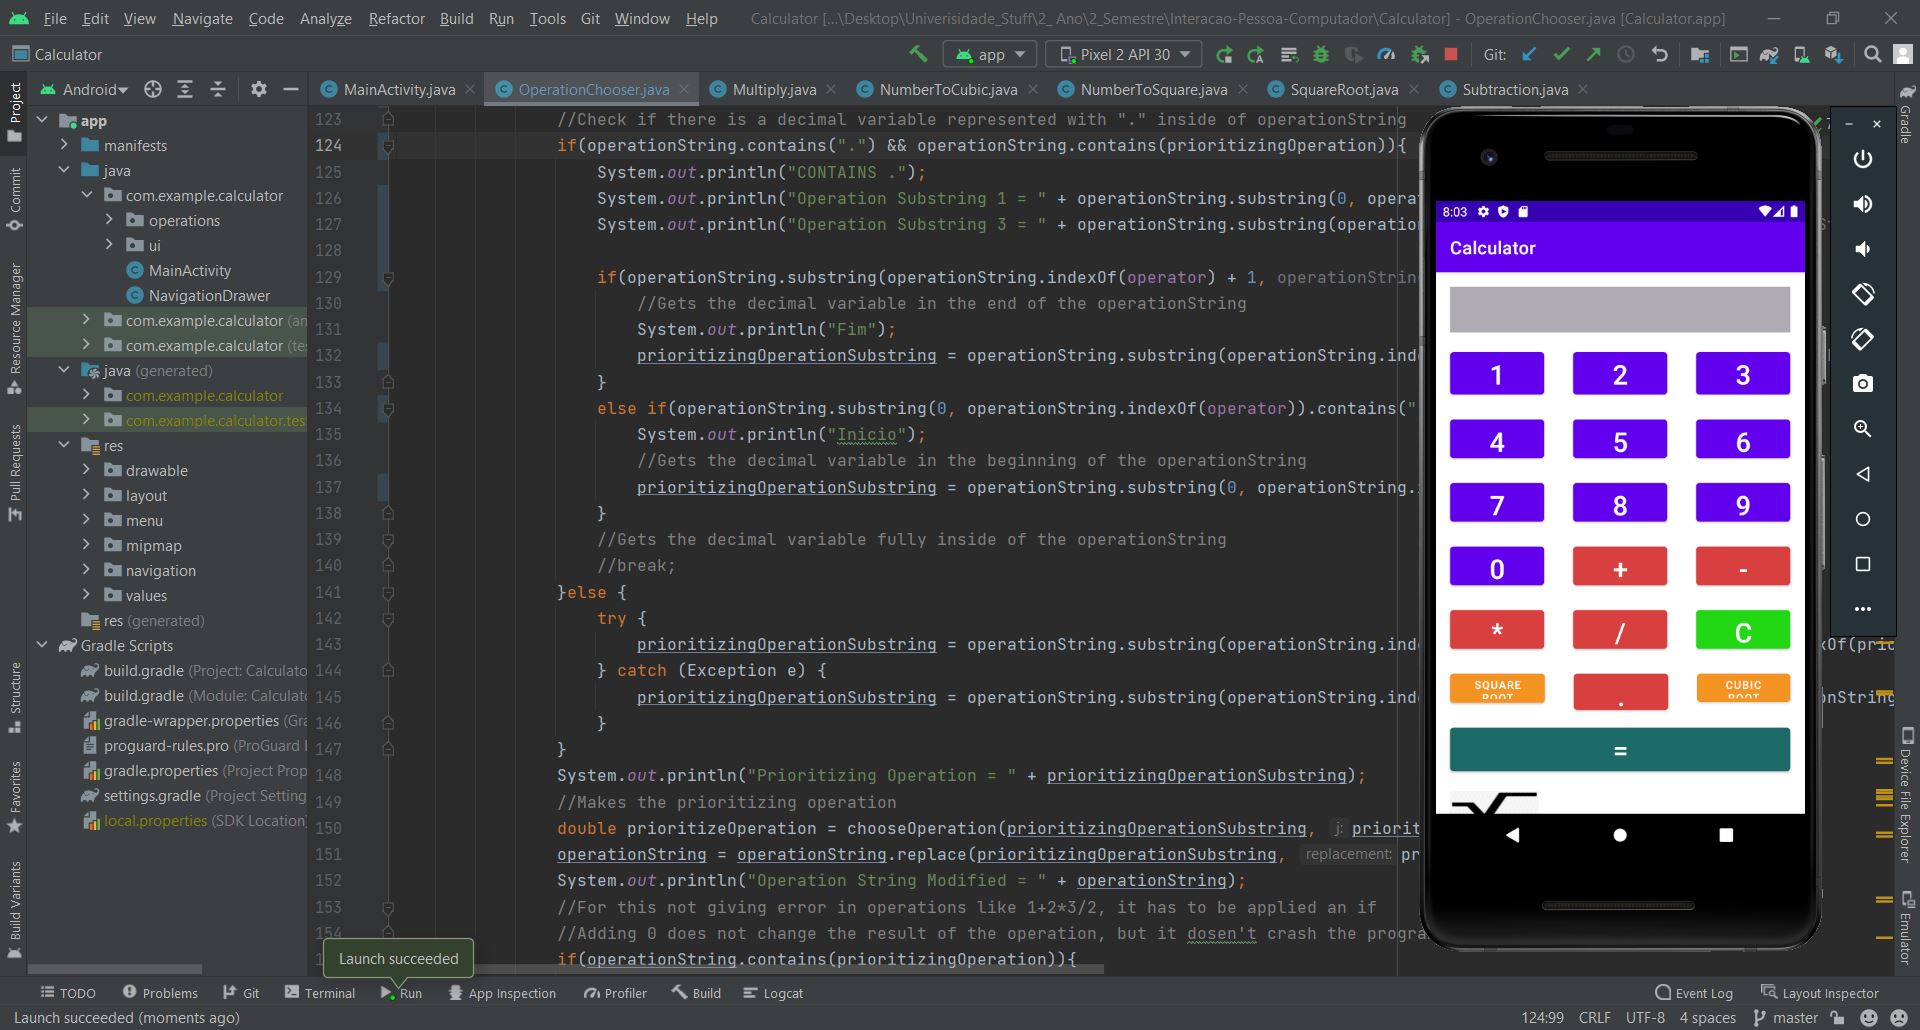 File Edit View Navigate Code Analyze Refactor Build Run Tools Git Window Help Calculator [...\Desktop\Univerisidade_Stuff\2_ Ano\2_Semestre\Interacao-Pessoa-Computador\Calculator] - OperationChooser.java [Calculator.app]
Calculator app Pixel 2 API 30 Git:
Android MainActivity.java OperationChooser.java Multiply.java NumberToCubic.java NumberToSquare.java SquareRoot.java Subtraction.java
Project
Commit
Resource Manager
Pull Requests
Structure
Favorites
Build Variants
app
manifests
java
com.example.calculator
operations
ui
MainActivity
NavigationDrawer
com.example.calculator (an
com.example.calculator (te
java (generated)
com.example.calculator
com.example.calculator.tes
res
drawable
layout
menu
mipmap
navigation
values
res (generated)
Gradle Scripts
build.gradle (Project: Calculato
build.gradle (Module: Calculat
gradle-wrapper.properties (Gra
proguard-rules.pro (ProGuard
gradle.properties (Project Prop
settings.gradle (Project Setting
local.properties (SDK Location)
123 //Check if there is a decimal variable represented with "." inside of operationString
124 if(operationString.contains(".") && operationString.contains(prioritizingOperation)){
125 System.out.println("CONTAINS .");
126 System.out.println("Operation Substring 1 = " + operationString.substring(0, opera
127 System.out.println("Operation Substring 3 = " + operationString.substring(operation
128
129 if(operationString.substring(operationString.indexOf(operator) + 1, operationString
130 //Gets the decimal variable in the end of the operationString
131 System.out.println("Fim");
132 prioritizingOperationSubstring = operationString.substring(operationString.inde
133 }
134 else if(operationString.substring(0, operationString.indexOf(operator)).contains("
135 System.out.println("Inicio");
136 //Gets the decimal variable in the beginning of the operationString
137 prioritizingOperationSubstring = operationString.substring(0, operationString.
138 }
139 //Gets the decimal variable fully inside of the operationString
140 //break;
141 }else {
142 try {
143 prioritizingOperationSubstring = operationString.substring(operationString.inde
144 } catch (Exception e) {
145 prioritizingOperationSubstring = operationString.substring(operationString.inde
146 }
147 }
148 System.out.println("Prioritizing Operation = " + prioritizingOperationSubstring);
149 //Makes the prioritizing operation
150 double prioritizeOperation = chooseOperation(prioritizingOperationSubstring, j: priorit
151 operationString = operationString.replace(prioritizingOperationSubstring, replacement: pr
152 System.out.println("Operation String Modified = " + operationString);
153 //For this not giving error in operations like 1+2*3/2, it has to be applied an if
154 //Adding 0 does not change the result of the operation, but it dosen't crash the progra
if(operationString.contains(prioritizingOperation)){
8:03
Calculator
1 2 3
4 5 6
7 8 9
0 + -
* / C
SQUARE ROOT . CUBIC ROOT
=
Gradle
Device File Explorer
Emulator
Launch succeeded
TODO Problems Git Terminal Run App Inspection Profiler Build Logcat Event Log Layout Inspector
Launch succeeded (moments ago) 124:99 CRLF UTF-8 4 spaces master